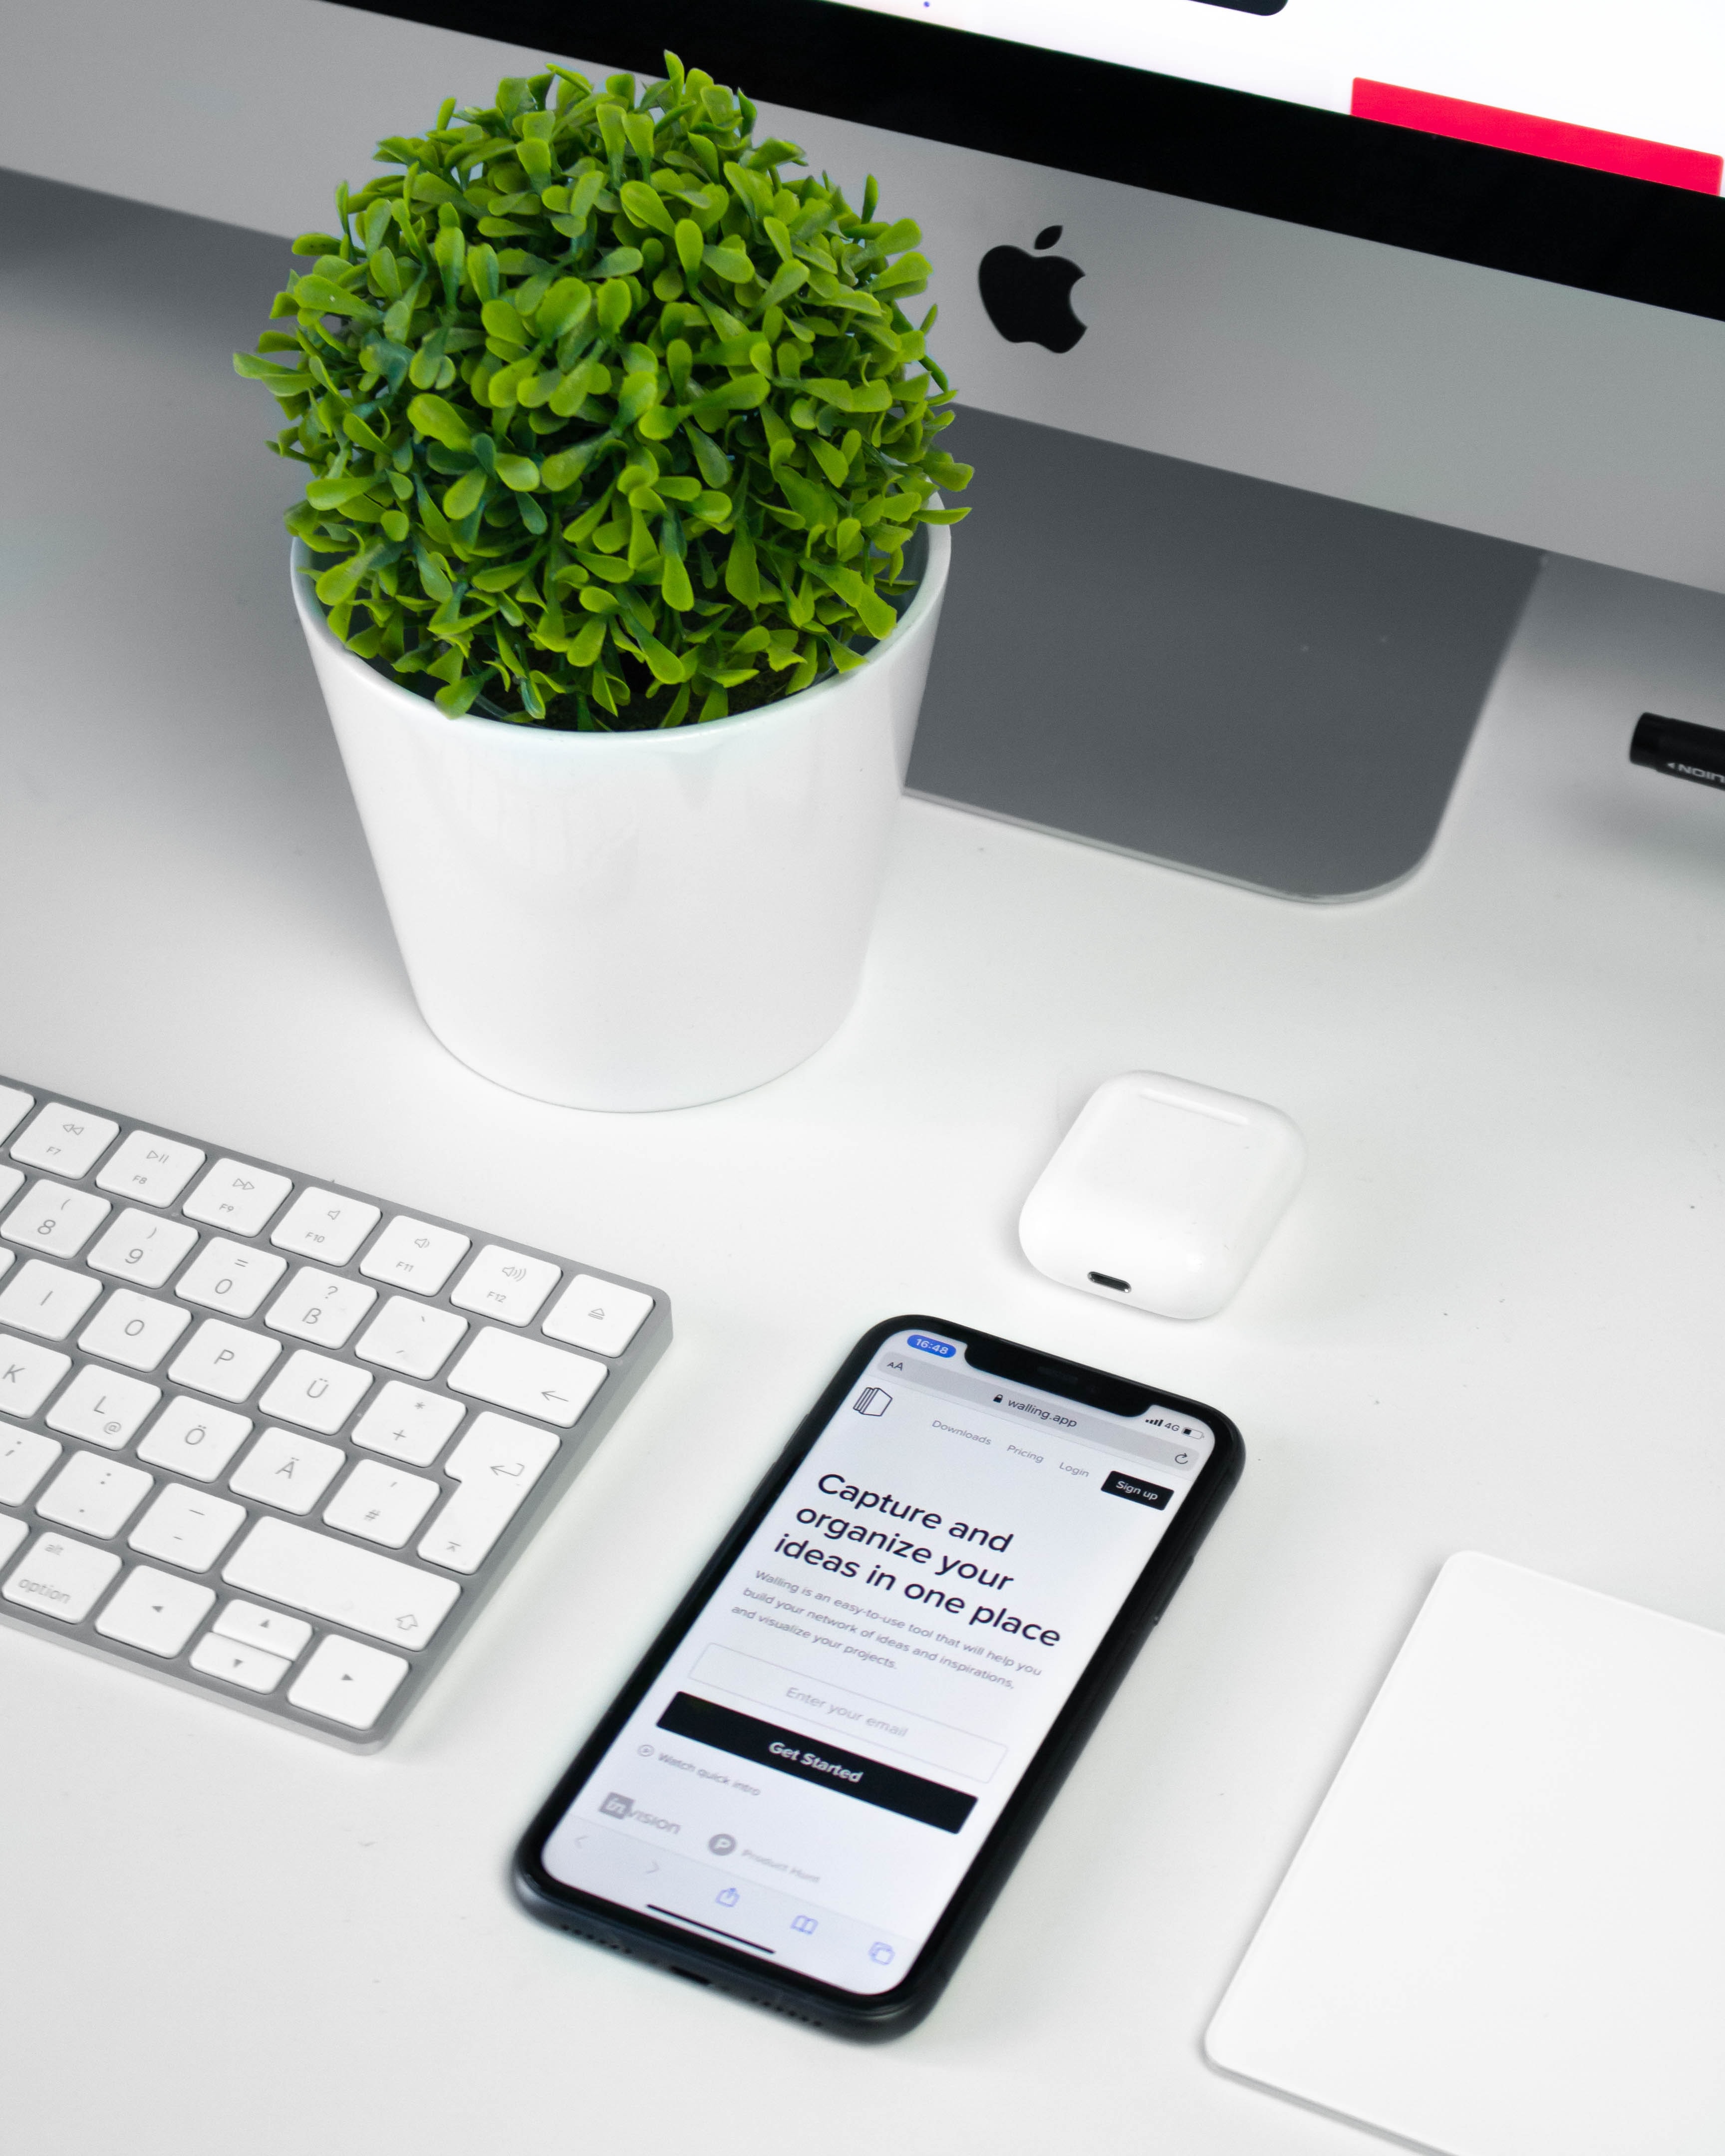 UION
F7
F8
F9
F10
F11
F12
( 8
) 9
= 0
? ß
` ´
I
O
P
Ü
* +
K
L @
Ö
Ä
' #
;
: .
_ -
alt
option
16:48
4G
AA
walling.app
Downloads
Pricing
Login
Sign up
Capture and
organize your
ideas in one place
Walling is an easy-to-use tool that will help you
build your network of ideas and inspirations,
and visualize your projects.
Enter your email
Get Started
Watch quick intro
inVISION
Product Hunt